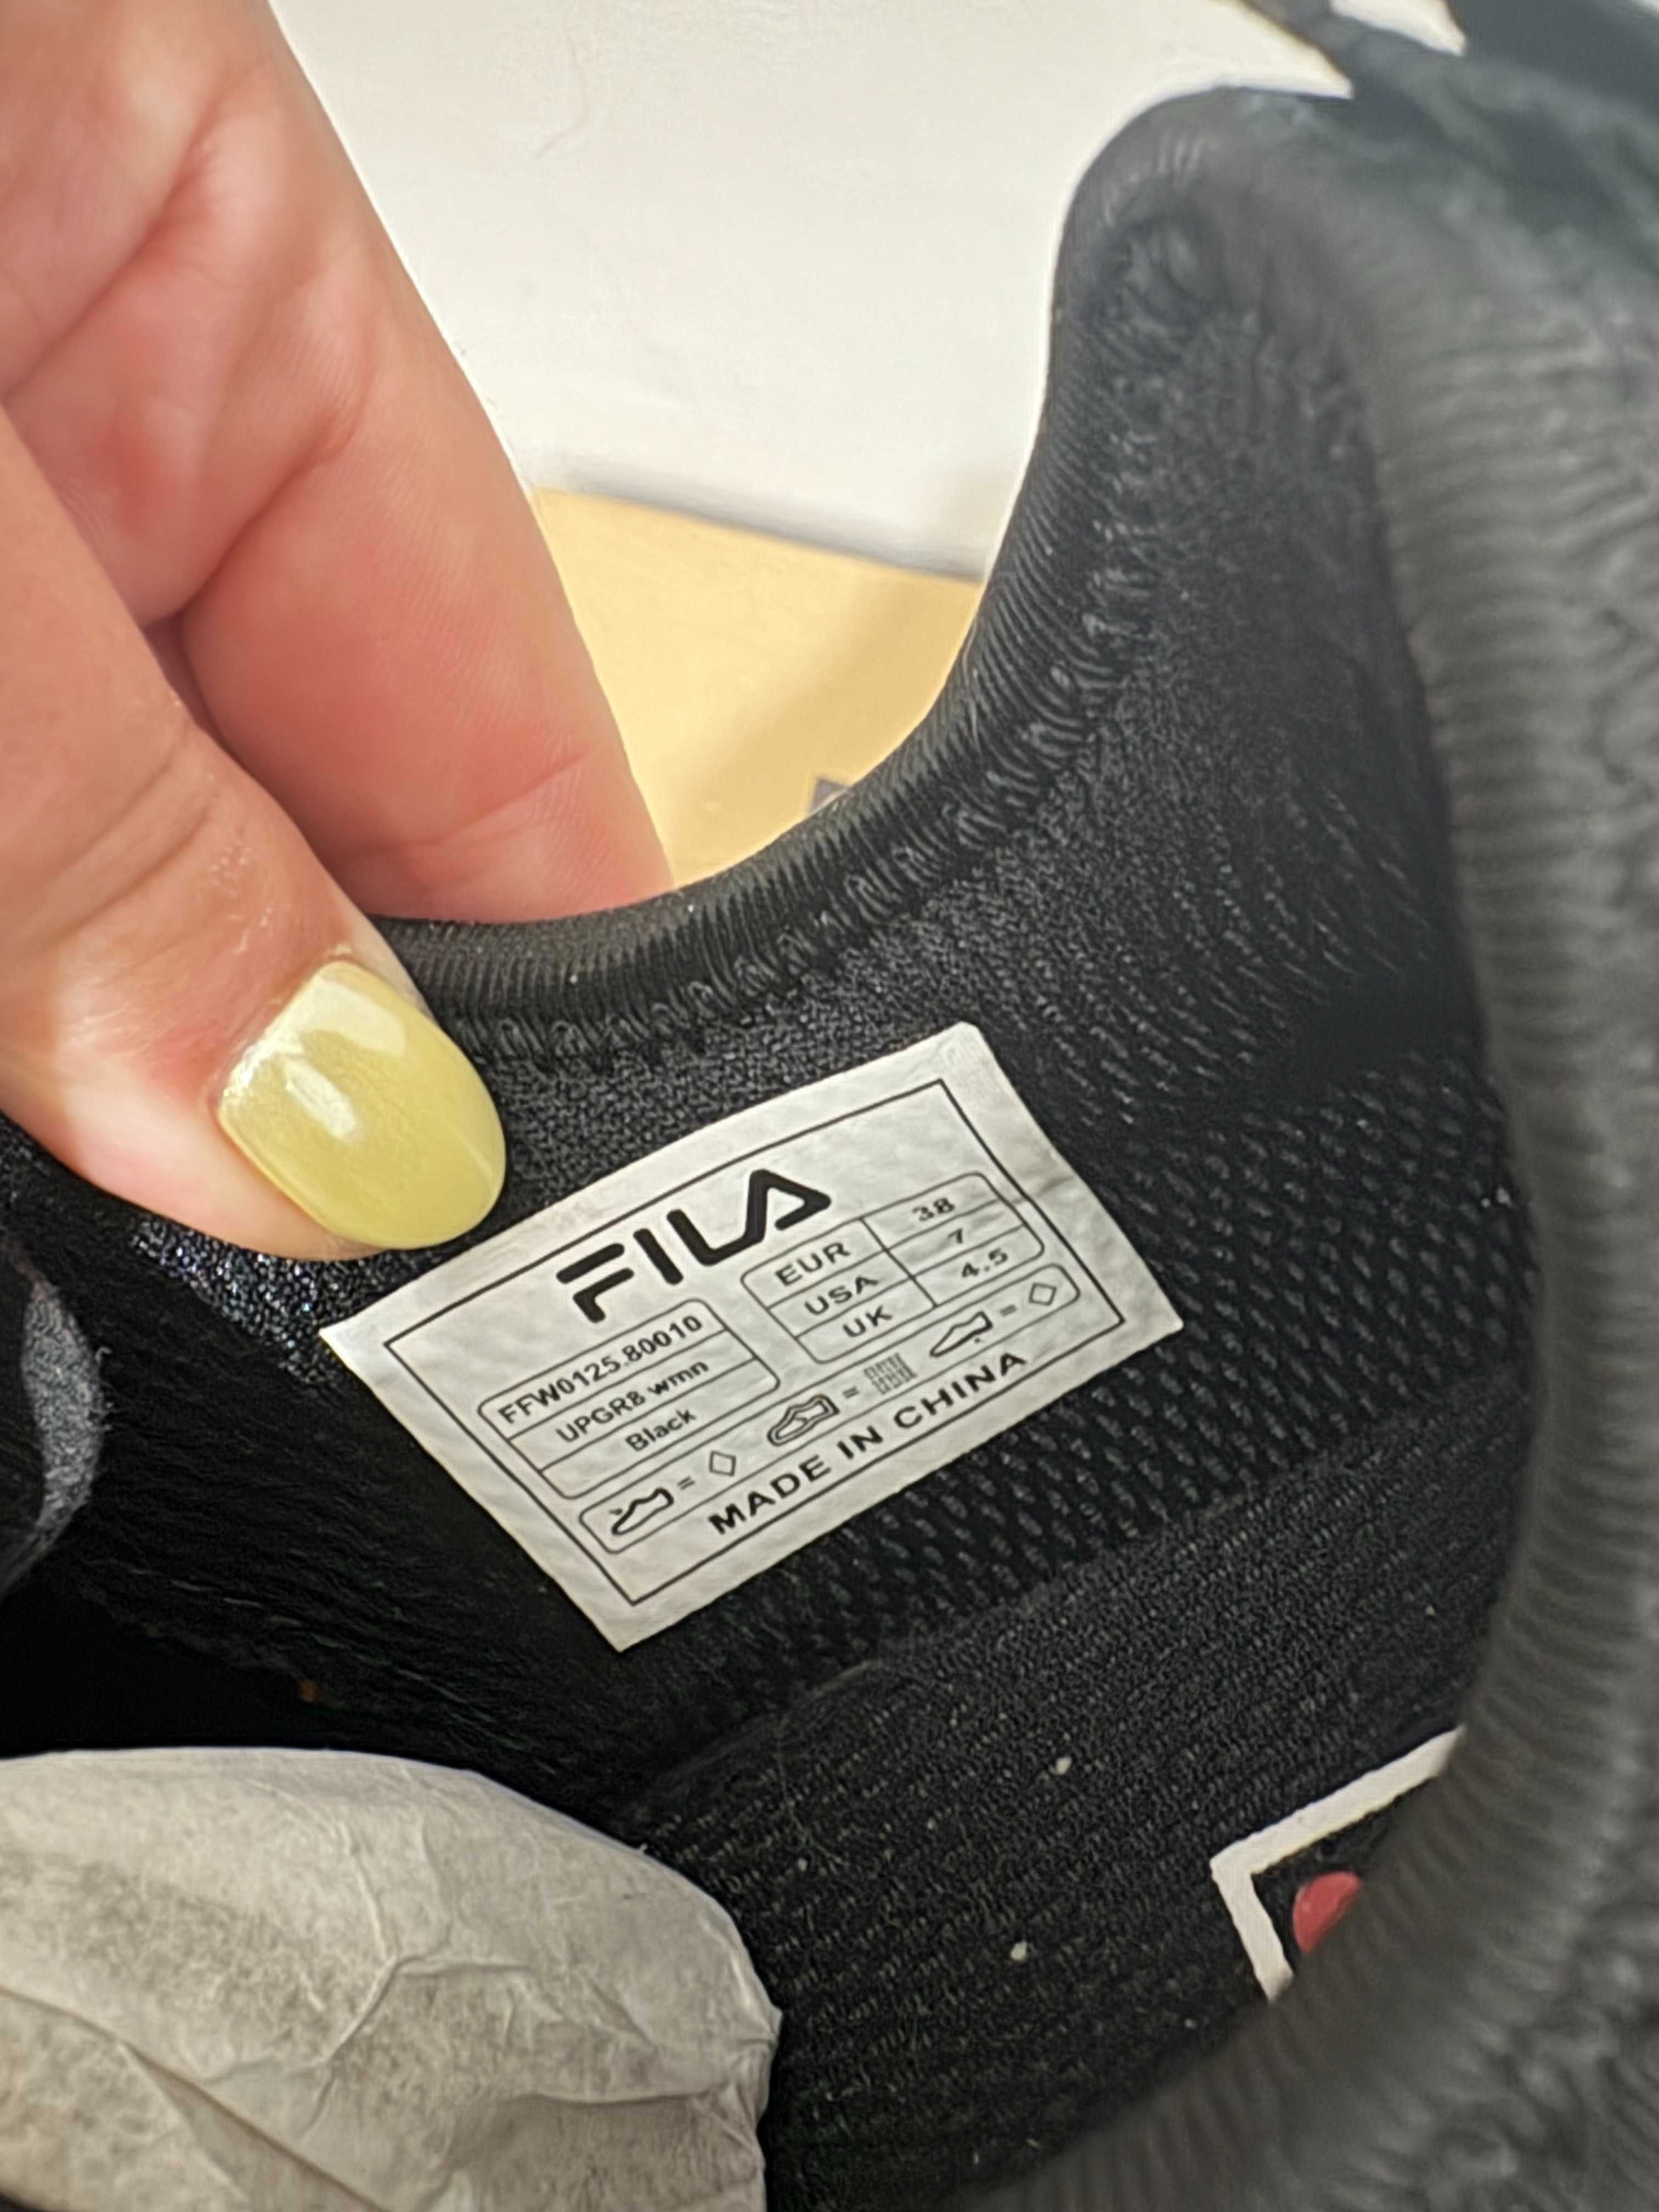 FILA
EUR 38
USA 7
UK 4.5
FFW0125.80010
UPGR8 wmn
Black
= ◇ = = ◇
MADE IN CHINA